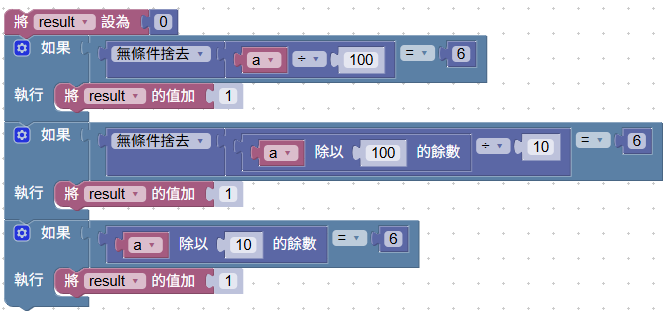 將 result 設為 0
如果 無條件捨去 a ÷ 100 = 6
執行 將 result 的值加 1
如果 無條件捨去 a 除以 100 的餘數 ÷ 10 = 6
執行 將 result 的值加 1
如果 a 除以 10 的餘數 = 6
執行 將 result 的值加 1